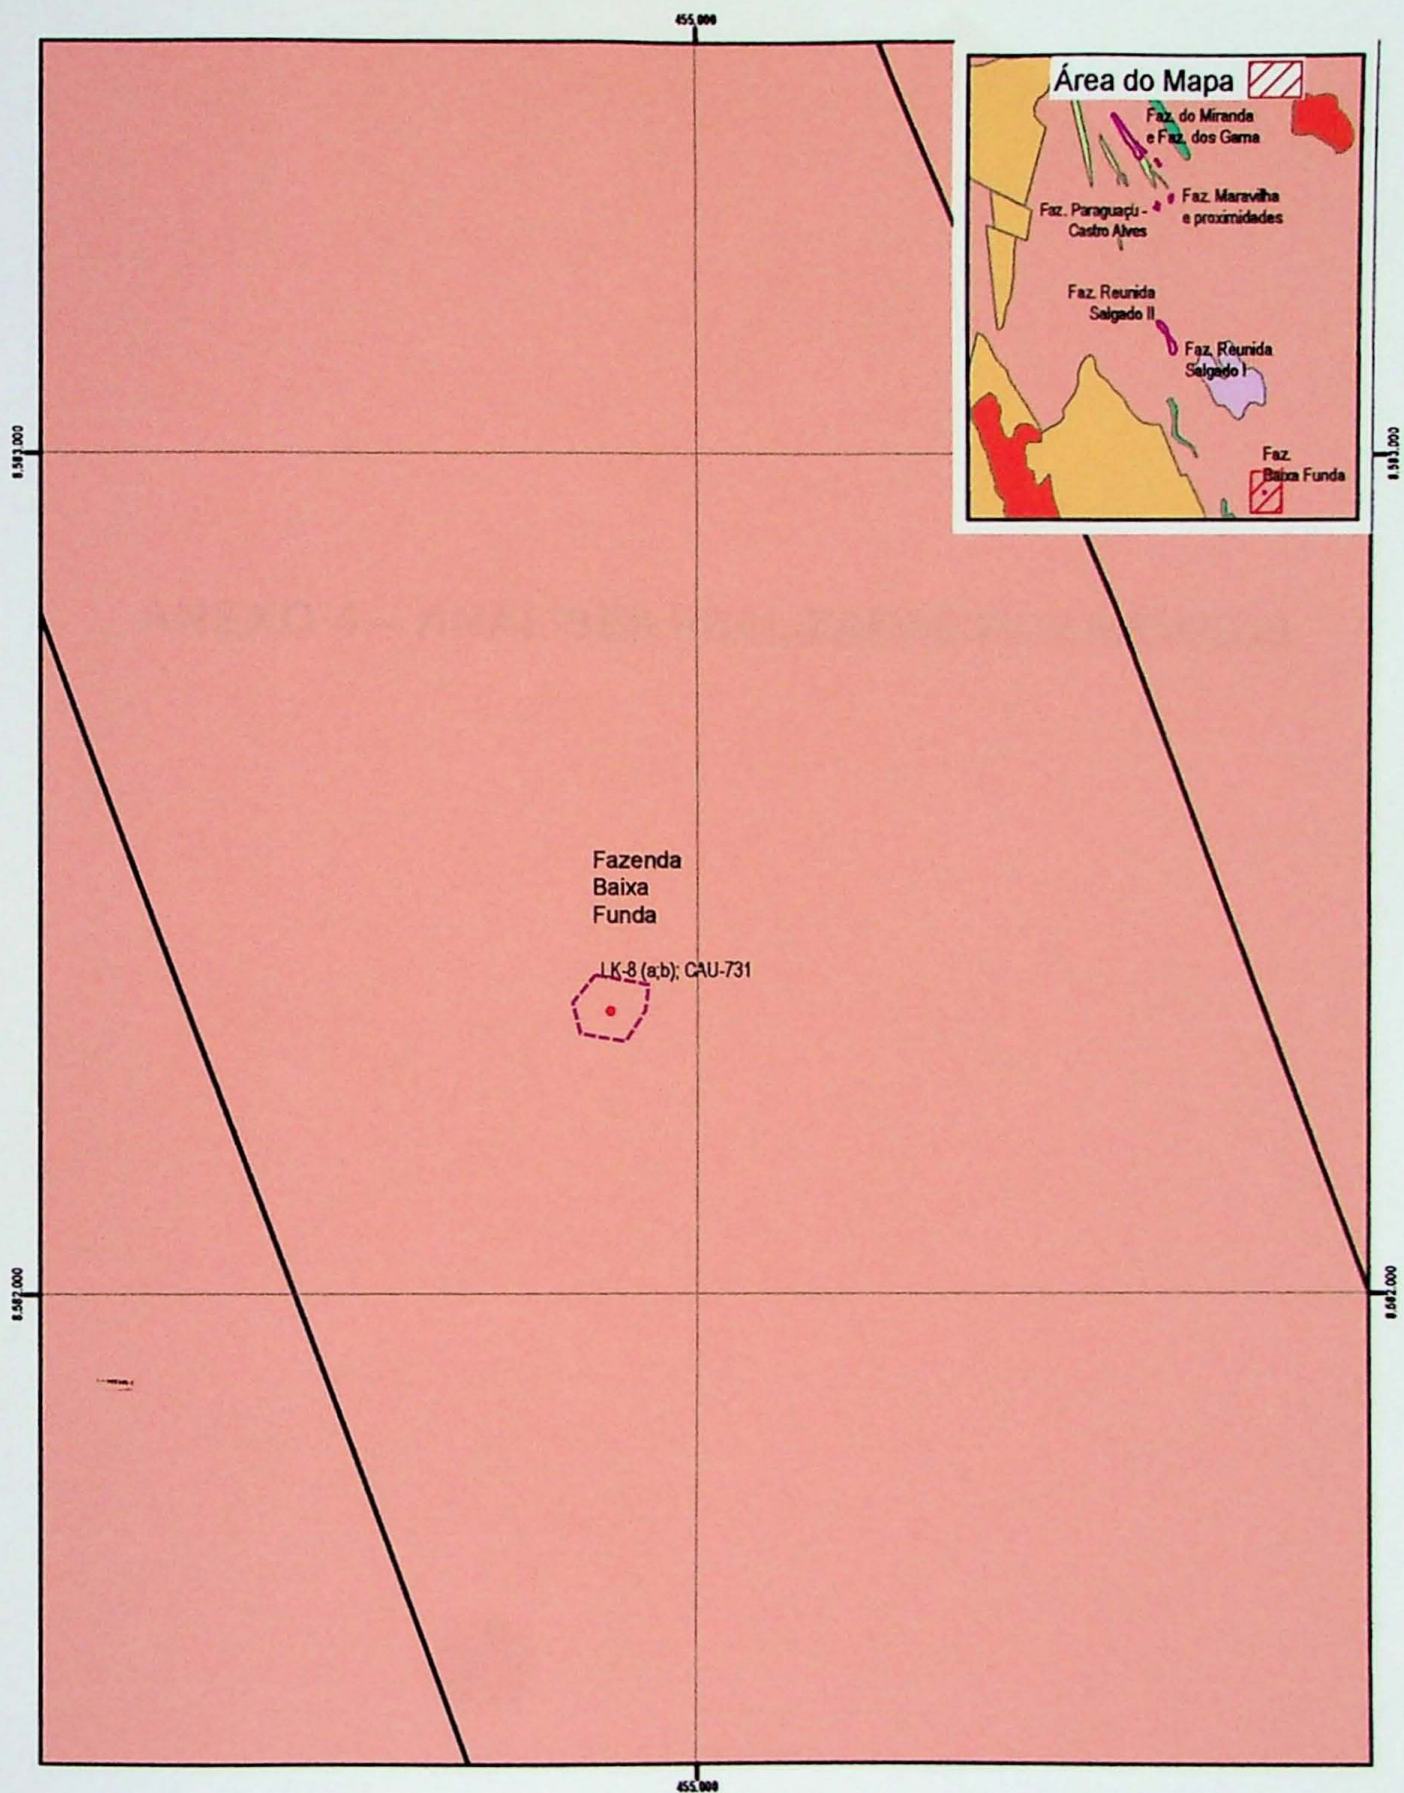 455.000
Área do Mapa
Faz. do Miranda
e Faz. dos Gama
Faz. Maravilha
e proximidades
Faz. Paraguaçu -
Castro Alves
Faz. Reunida
Salgado II
Faz. Reunida
Salgado I
Faz.
Baixa Funda
8.583.000
8.583.000
Fazenda
Baixa
Funda
LK-8 (a;b); CAU-731
8.582.000
8.582.000
455.000